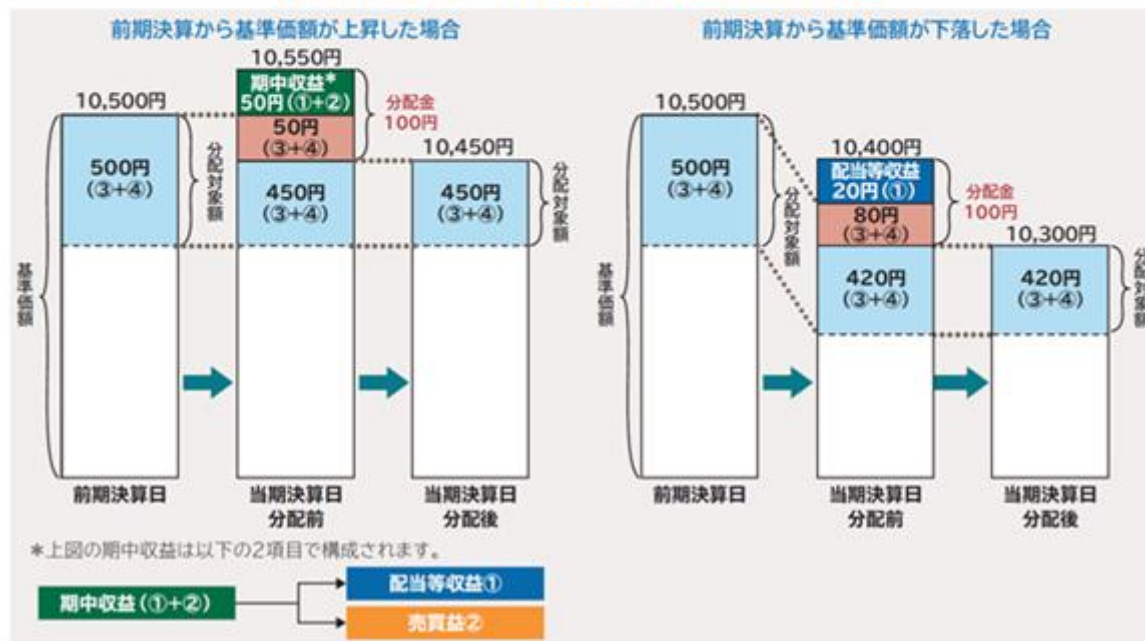 前期決算から基準価額が上昇した場合
10,550円
10,500円
期中収益*
50円(①+②)
分配金
100円
50円
(③+④)
10,450円
500円
(③+④)
分配対象額
450円
(③+④)
450円
(③+④)
分配対象額
基準価額
前期決算日
当期決算日
分配前
当期決算日
分配後
前期決算から基準価額が下落した場合
10,500円
10,400円
500円
(③+④)
分配対象額
配当等収益
20円(①)
分配金
100円
80円
(③+④)
10,300円
420円
(③+④)
420円
(③+④)
分配対象額
基準価額
前期決算日
当期決算日
分配前
当期決算日
分配後
*上図の期中収益は以下の2項目で構成されます。
期中収益(①+②)
配当等収益①
売買益②